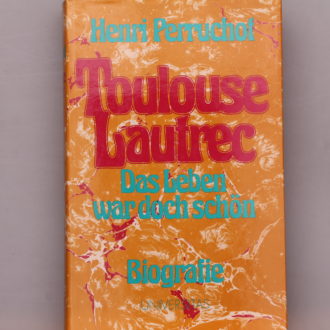 Henri Perruchot
Toulouse
Lautrec
Das Leben
war doch schön
Biografie